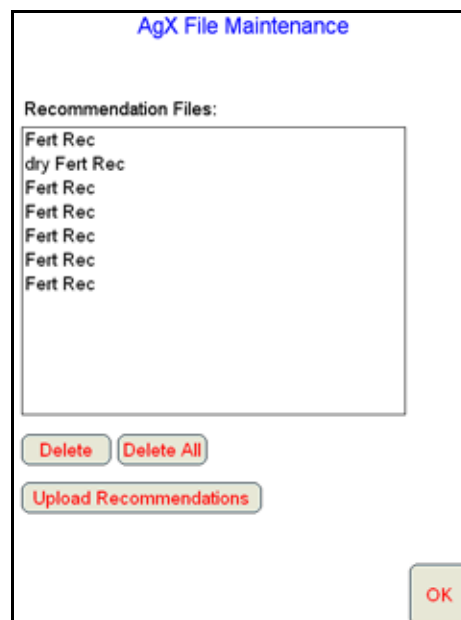 AgX File Maintenance
Recommendation Files:
Fert Rec
dry Fert Rec
Fert Rec
Fert Rec
Fert Rec
Fert Rec
Fert Rec
Delete Delete All
Upload Recommendations
OK